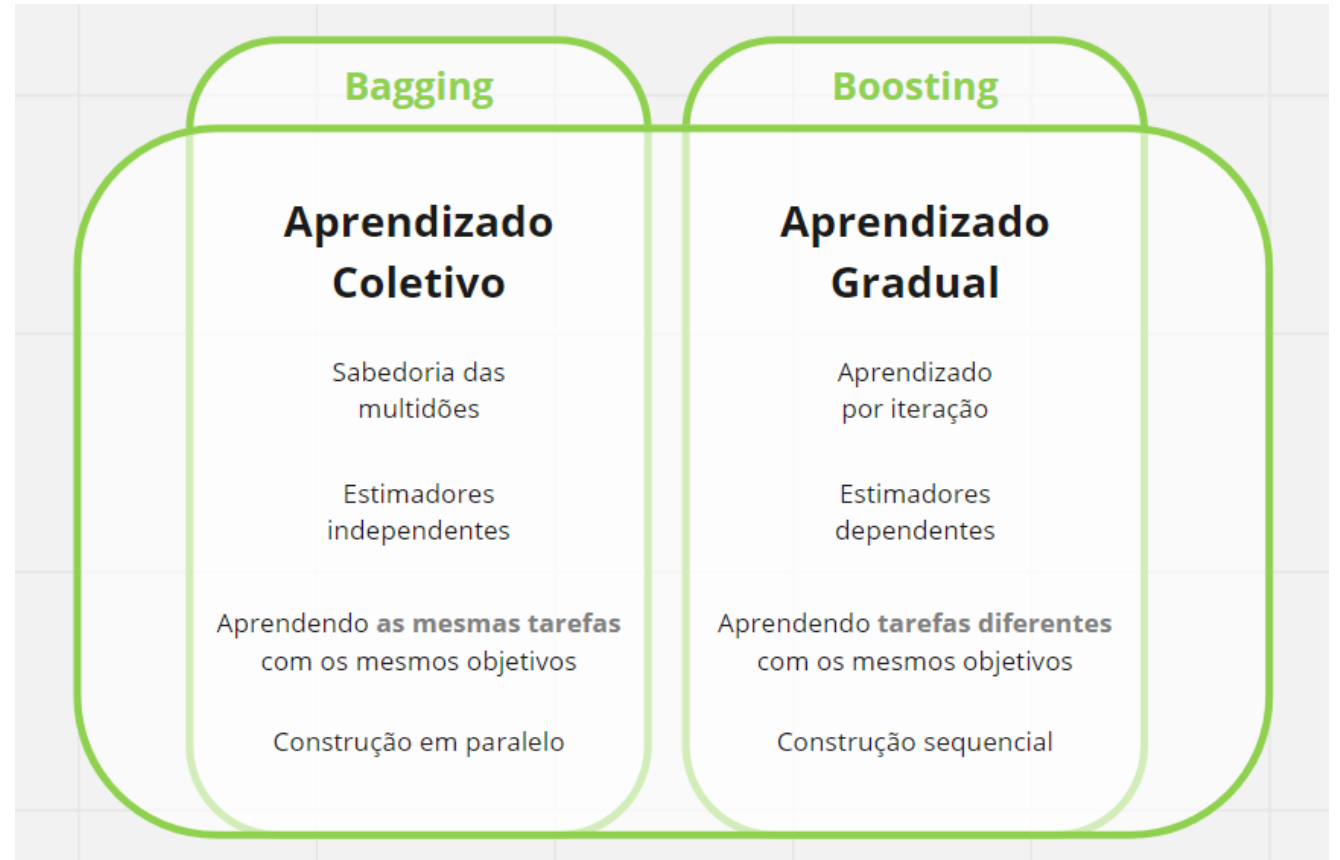 Bagging
Aprendizado
Coletivo
Sabedoria das
multidões
Estimadores
independentes
Aprendendo as mesmas tarefas
com os mesmos objetivos
Construção em paralelo
Boosting
Aprendizado
Gradual
Aprendizado
por iteração
Estimadores
dependentes
Aprendendo tarefas diferentes
com os mesmos objetivos
Construção sequencial